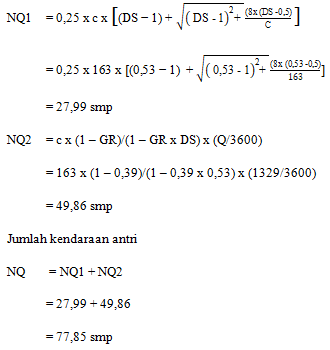 NQ1 = 0,25 x c x [(DS – 1) + √(DS -1)² + (8x (DS -0,5)) / C]
= 0,25 x 163 x [(0,53 – 1) + √(0,53 - 1)² + (8x (0,53 -0,5)) / 163]
= 27,99 smp
NQ2 = c x (1 – GR)/(1 – GR x DS) x (Q/3600)
= 163 x (1 – 0,39)/(1 – 0,39 x 0,53) x (1329/3600)
= 49,86 smp
Jumlah kendaraan antri
NQ = NQ1 + NQ2
= 27,99 + 49,86
= 77,85 smp